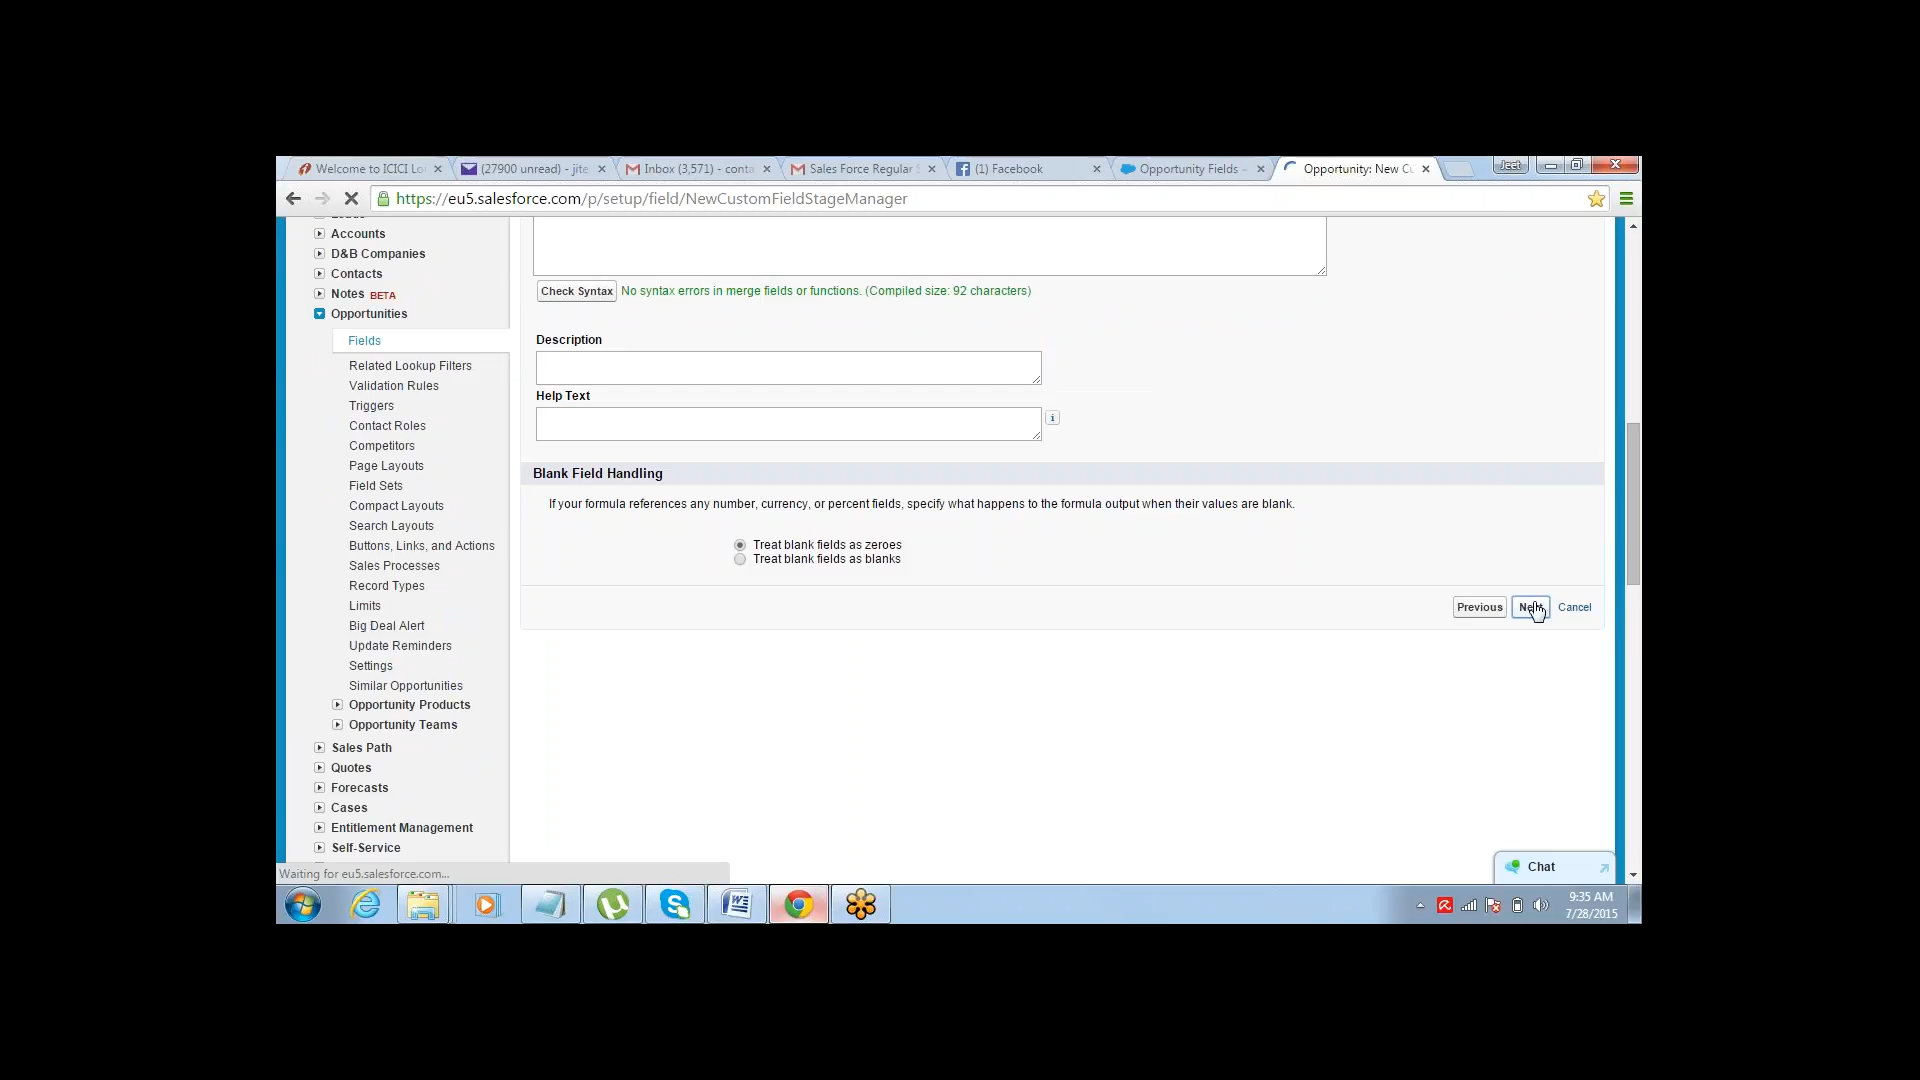 Welcome to ICICI Lo
(27900 unread) - jite
Inbox (3,571) - conta
Sales Force Regular
(1) Facebook
Opportunity Fields ~
Opportunity: New Cu
Jeet
https://eu5.salesforce.com/p/setup/field/NewCustomFieldStageManager
Accounts
D&B Companies
Contacts
Notes BETA
Opportunities
Fields
Related Lookup Filters
Validation Rules
Triggers
Contact Roles
Competitors
Page Layouts
Field Sets
Compact Layouts
Search Layouts
Buttons, Links, and Actions
Sales Processes
Record Types
Limits
Big Deal Alert
Update Reminders
Settings
Similar Opportunities
Opportunity Products
Opportunity Teams
Sales Path
Quotes
Forecasts
Cases
Entitlement Management
Self-Service
Check Syntax No syntax errors in merge fields or functions. (Compiled size: 92 characters)
Description
Help Text
Blank Field Handling
If your formula references any number, currency, or percent fields, specify what happens to the formula output when their values are blank.
Treat blank fields as zeroes
Treat blank fields as blanks
Previous Next Cancel
Chat
Waiting for eu5.salesforce.com...
9:35 AM
7/28/2015